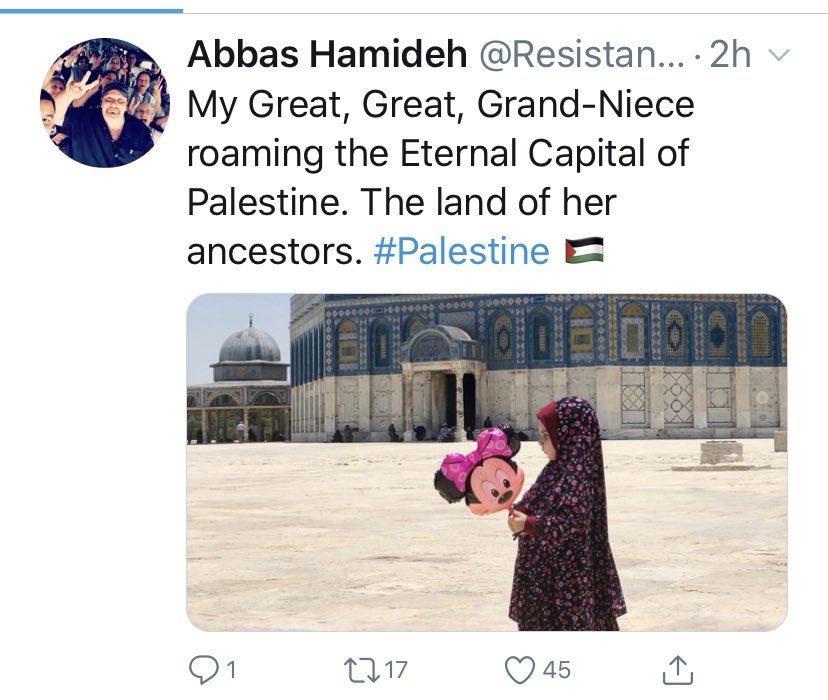 Abbas Hamideh @Resistan... · 2h
My Great, Great, Grand-Niece
roaming the Eternal Capital of
Palestine. The land of her
ancestors. #Palestine 🇵🇸
1 17 45